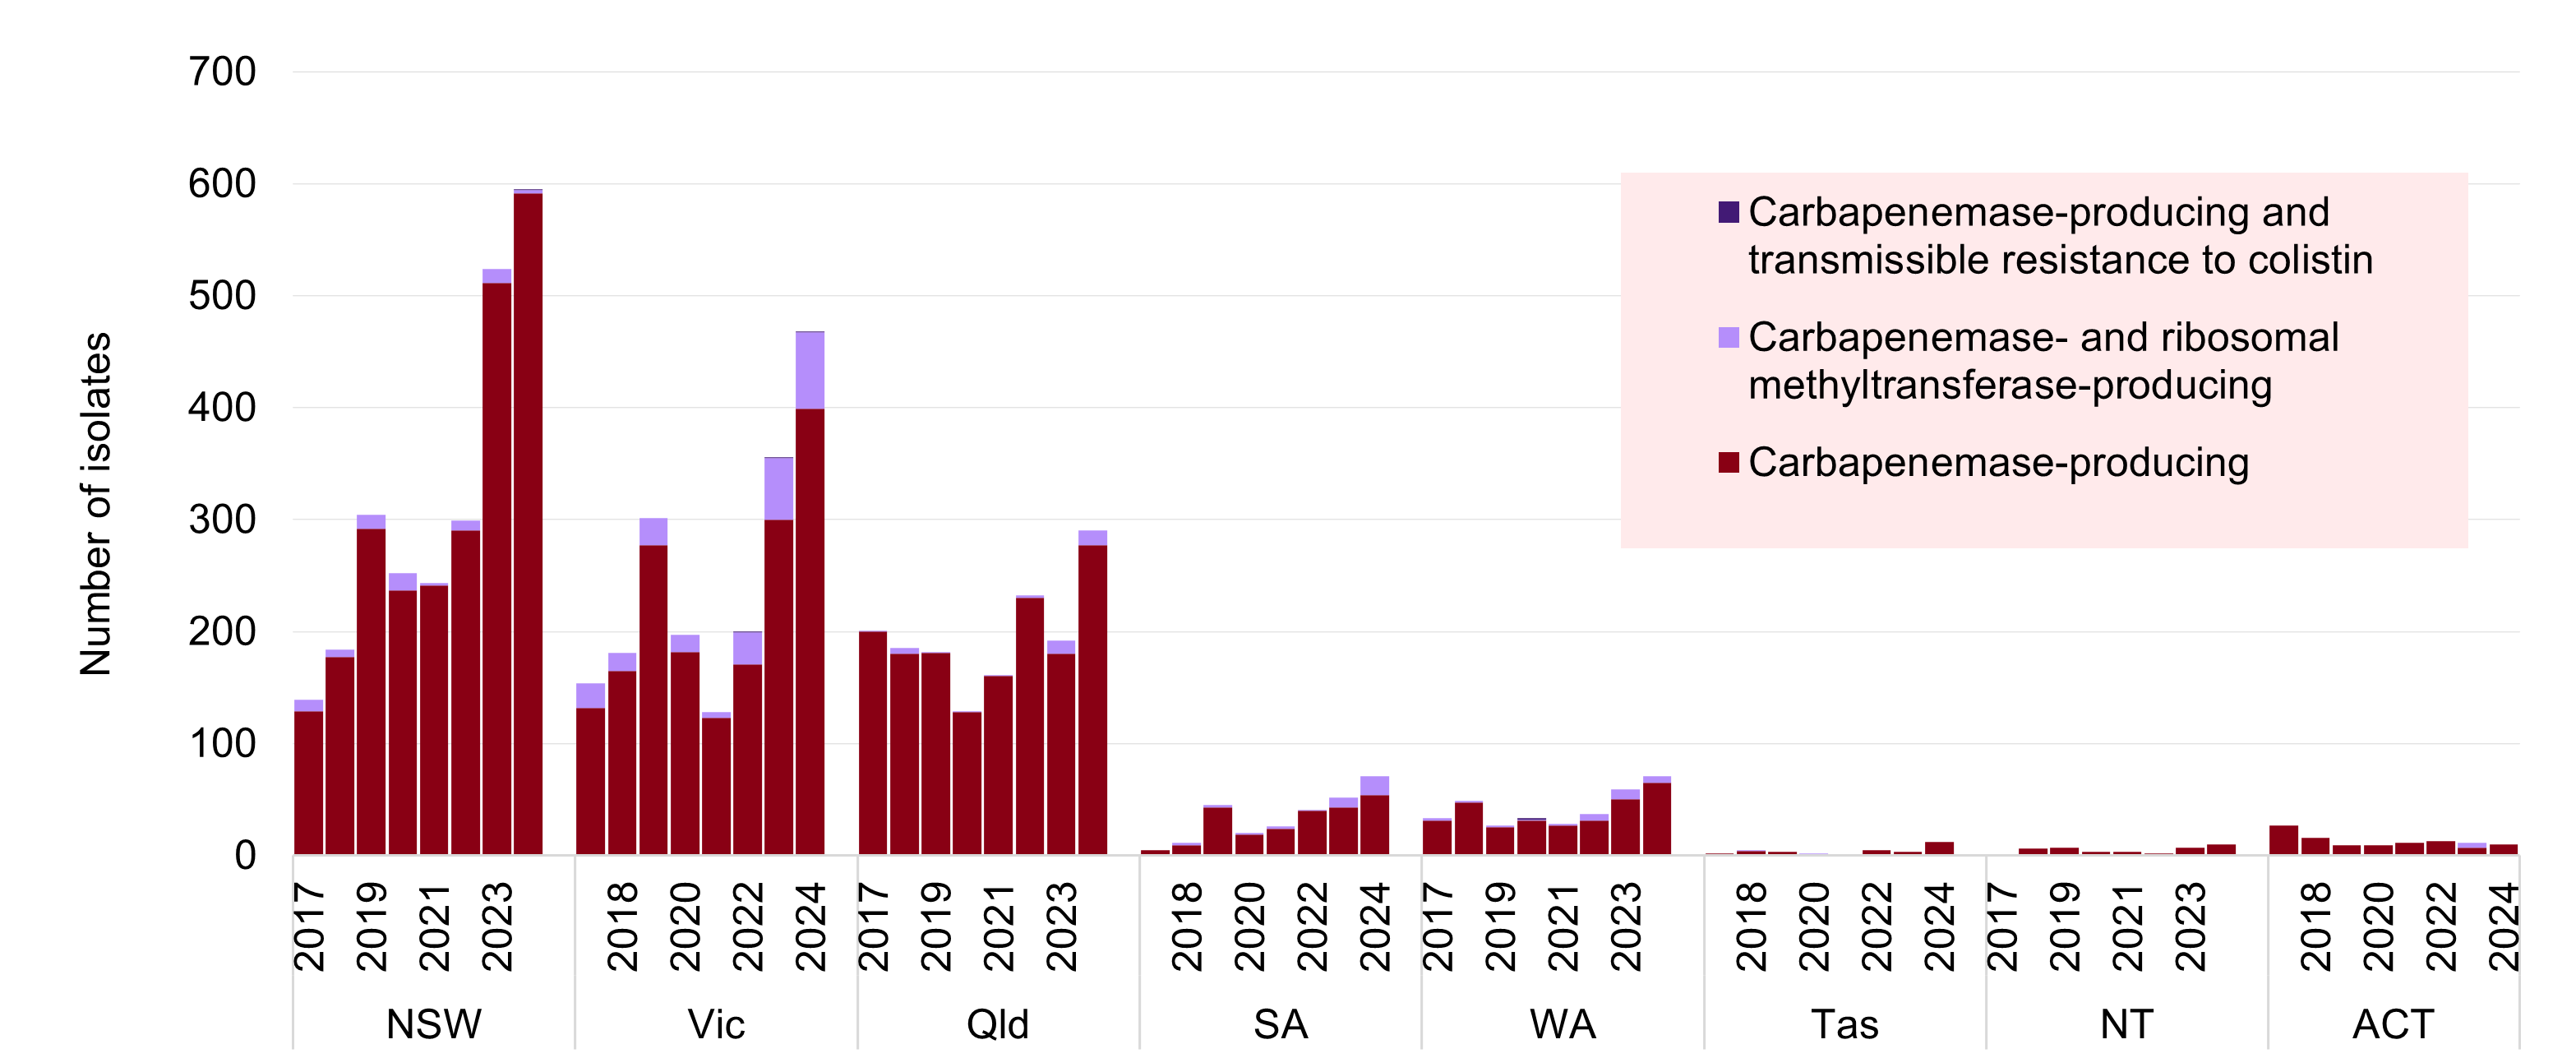 700
600
500
400
300
200
100
0
Number of isolates
Carbapenemase-producing and
transmissible resistance to colistin
Carbapenemase- and ribosomal
methyltransferase-producing
Carbapenemase-producing
2017 2019 2021 2023 2018 2020 2022 2024 2017 2019 2021 2023 2018 2020 2022 2024 2017 2019 2021 2023 2018 2020 2022 2024 2017 2019 2021 2023 2018 2020 2022 2024
NSW Vic Qld SA WA Tas NT ACT